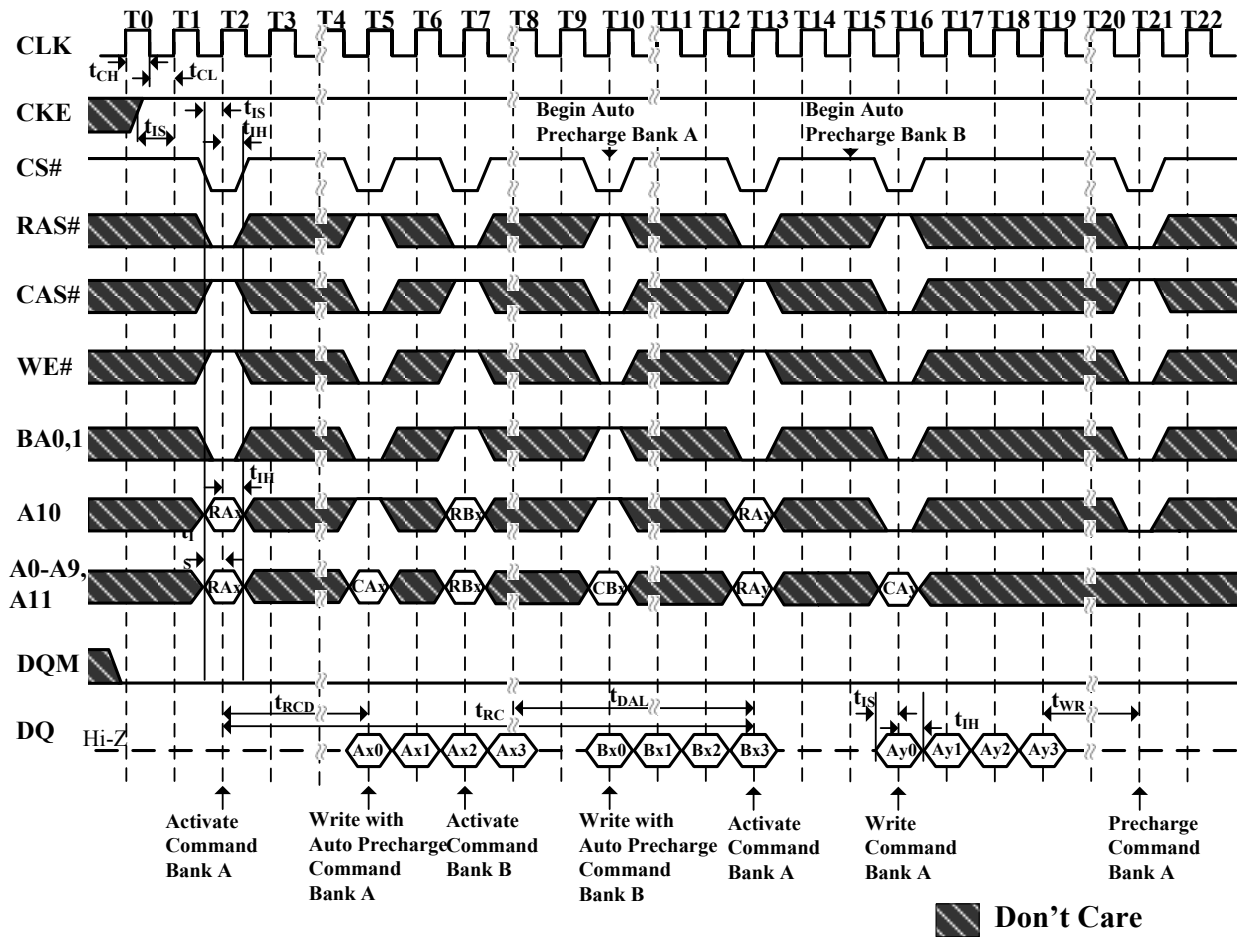 T0 T1 T2 T3 T4 T5 T6 T7 T8 T9 T10 T11 T12 T13 T14 T15 T16 T17 T18 T19 T20 T21 T22
CLK
tCH tCL
CKE
tIS
tIS
tIH
Begin Auto
Precharge Bank A
Begin Auto
Precharge Bank B
CS#
RAS#
CAS#
WE#
BA0,1
tIH
A10
RAx RBx RAy
tI
s
A0-A9,
A11
RAx CAx RBx CBx RAy CAy
DQM
tRCD tRC tDAL tIS tIH tWR
DQ
Hi-Z
Ax0 Ax1 Ax2 Ax3 Bx0 Bx1 Bx2 Bx3 Ay0 Ay1 Ay2 Ay3
Activate
Command
Bank A
Write with
Auto Precharge
Command
Bank A
Activate
Command
Bank B
Write with
Auto Precharge
Command
Bank B
Activate
Command
Bank A
Write
Command
Bank A
Precharge
Command
Bank A
Don't Care